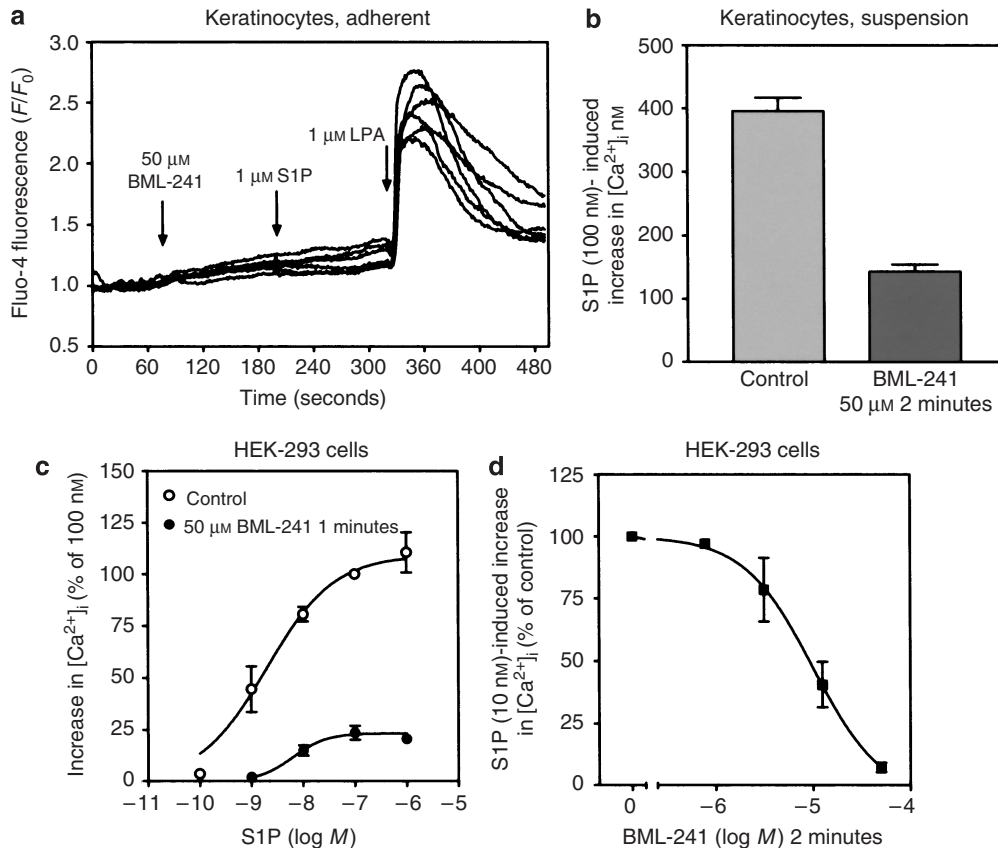 a
Keratinocytes, adherent
Fluo-4 fluorescence (F/F₀)
3.0
2.5
2.0
1.5
1.0
0.5
50 μM
BML-241
1 μM S1P
1 μM LPA
0 60 120 180 240 300 360 420 480
Time (seconds)
b
Keratinocytes, suspension
S1P (100 nM)- induced
increase in [Ca²⁺]ᵢ nM
500
400
300
200
100
0
Control
BML-241
50 μM 2 minutes
c
HEK-293 cells
Increase in [Ca²⁺]ᵢ (% of 100 nM)
150
125
100
75
50
25
0
Control
50 μM BML-241 1 minutes
−11 −10 −9 −8 −7 −6 −5
S1P (log M)
d
HEK-293 cells
S1P (10 nM)-induced increase
in [Ca²⁺]ᵢ (% of control)
125
100
75
50
25
0
0 −6 −5 −4
BML-241 (log M) 2 minutes